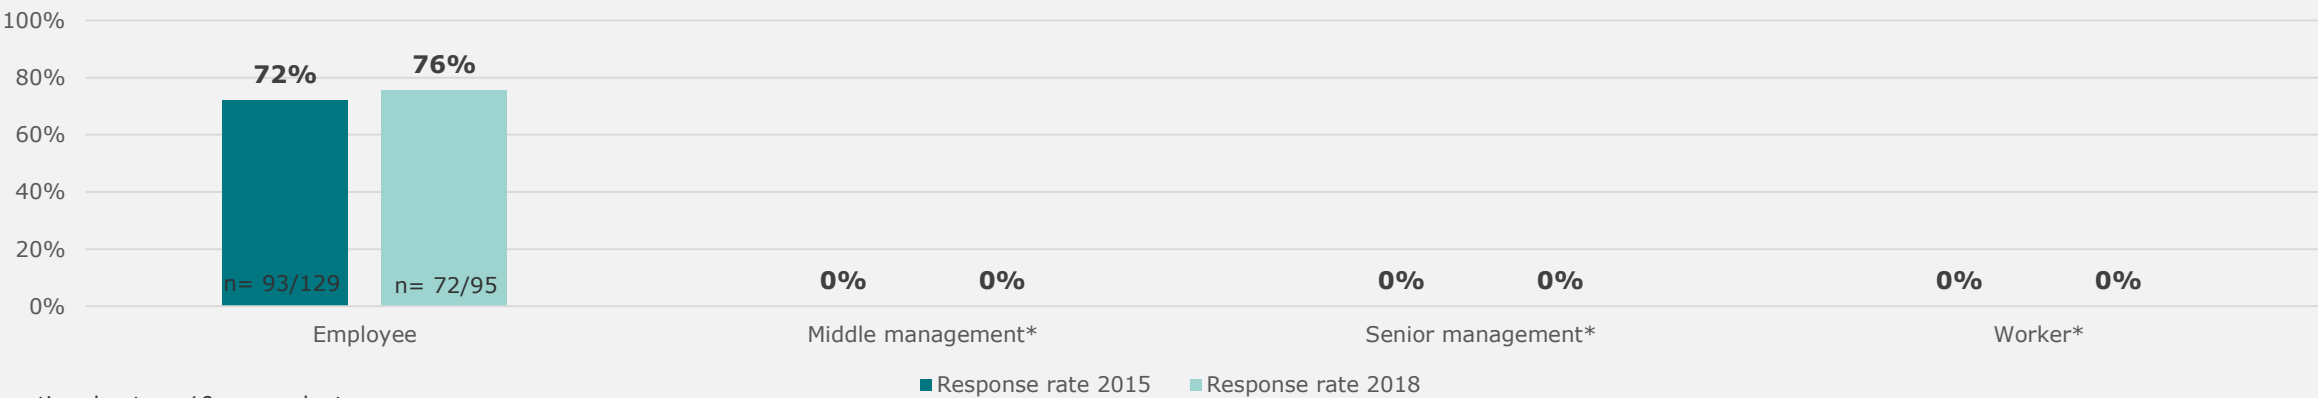 100%
80%
60%
40%
20%
0%
72%
76%
n= 93/129
n= 72/95
0%
0%
0%
0%
0%
0%
Employee
Middle management*
Senior management*
Worker*
Response rate 2015
Response rate 2018